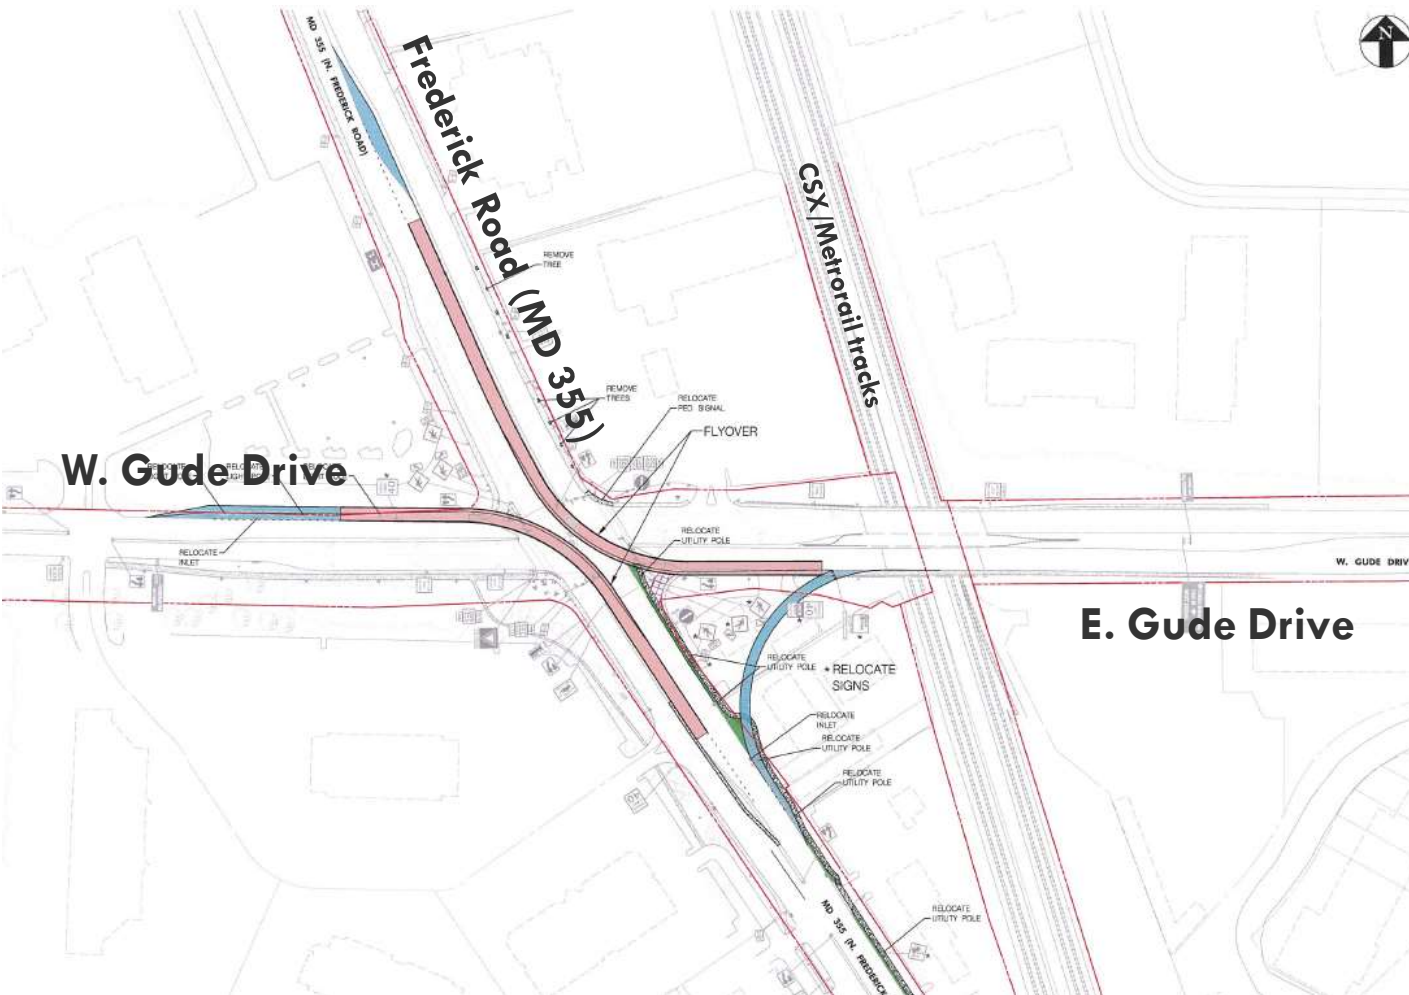 N
MD 355 (N. FREDERICK ROAD)
Frederick Road (MD 355)
CSX/Metrorail tracks
REMOVE
TREE
REMOVE
TREES
RELOCATE
PED SIGNAL
FLYOVER
W. Gude Drive
RELOCATE
INLET
RELOCATE
UTILITY POLE
W. GUDE DRIV
E. Gude Drive
RELOCATE
UTILITY POLE
* RELOCATE
SIGNS
RELOCATE
INLET
RELOCATE
UTILITY POLE
RELOCATE
UTILITY POLE
RELOCATE
UTILITY POLE
MD 355 (N. FREDERICK